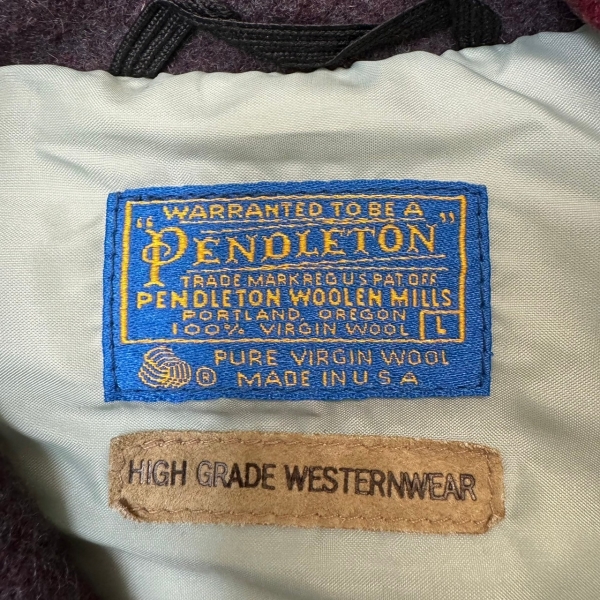 WARRANTED TO BE A
"PENDLETON"
TRADE MARK REG U S PAT. OFF
PENDLETON WOOLEN MILLS
PORTLAND, OREGON
100% VIRGIN WOOL L
PURE VIRGIN WOOL
® MADE IN U S A
HIGH GRADE WESTERNWEAR